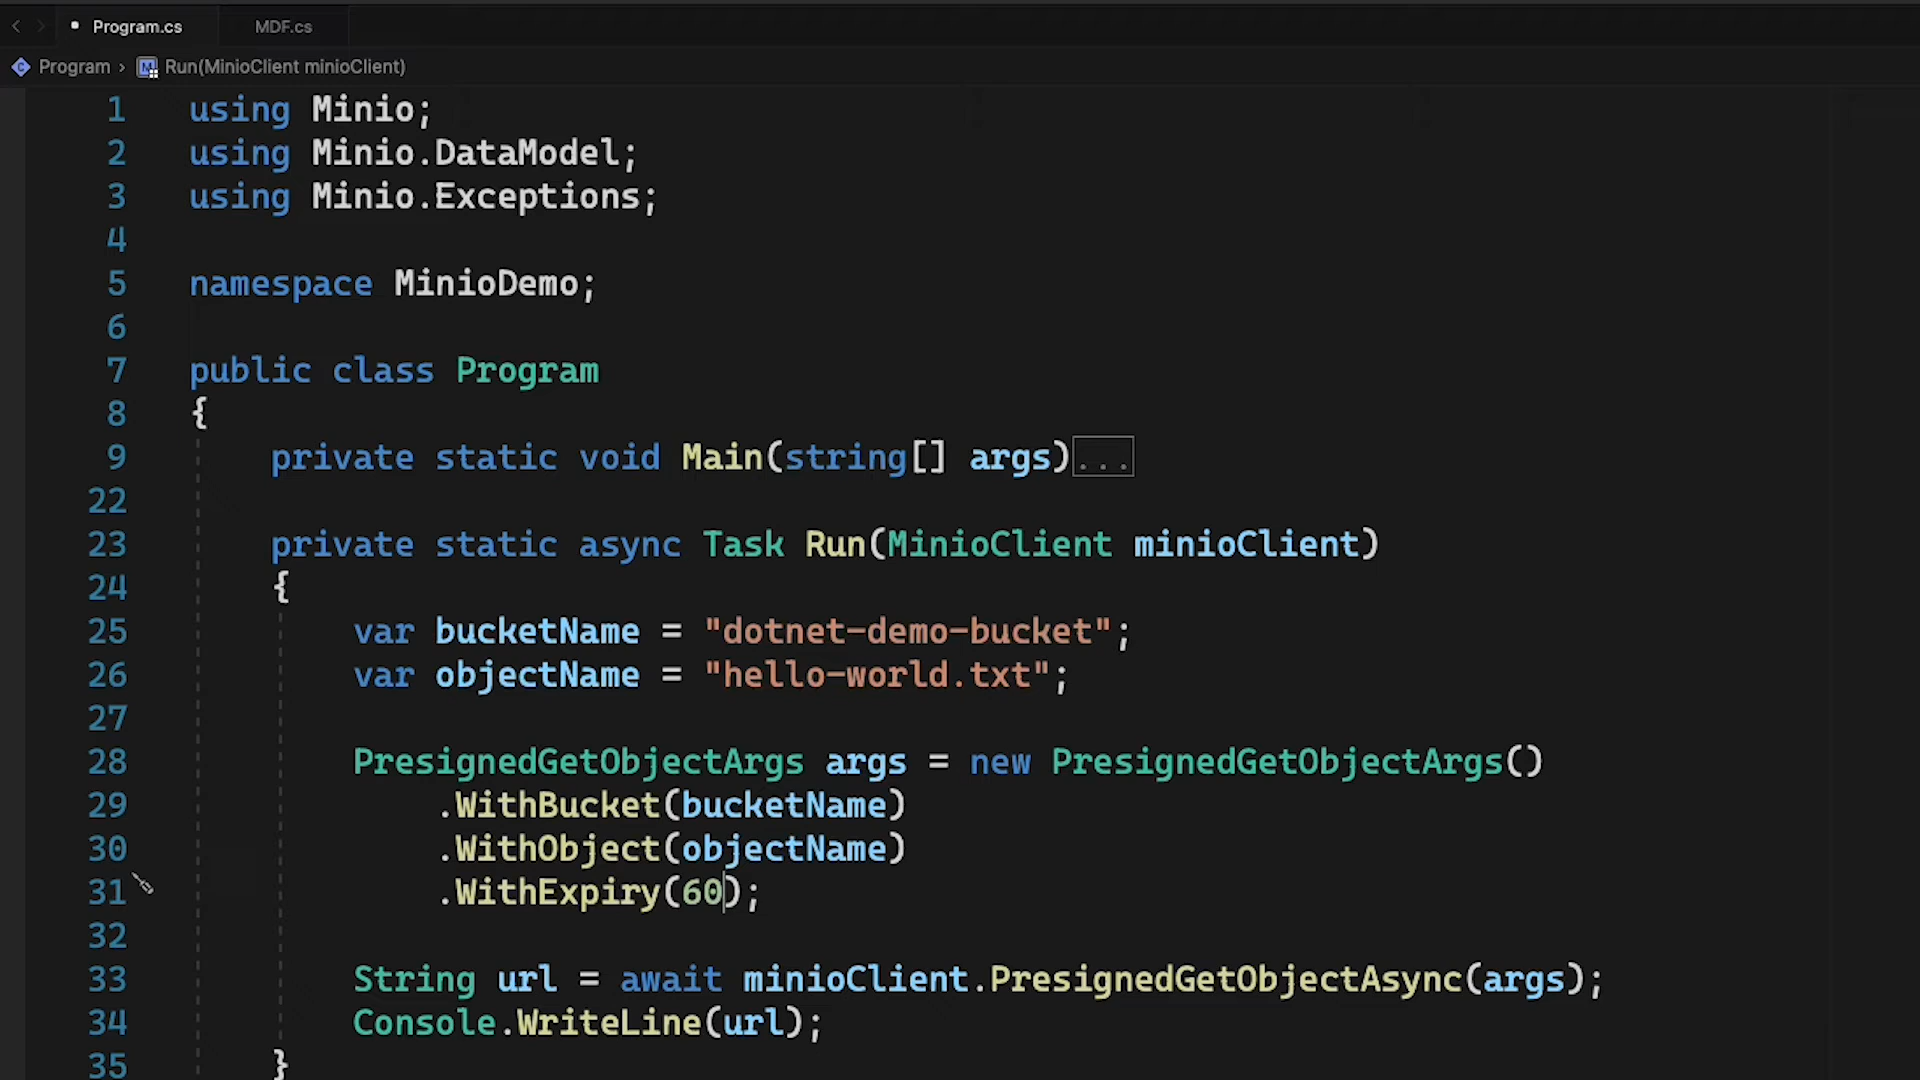 Program.cs MDF.cs
Program › Run(MinioClient minioClient)
1 using Minio;
2 using Minio.DataModel;
3 using Minio.Exceptions;
4
5 namespace MinioDemo;
6
7 public class Program
8 {
9 private static void Main(string[] args)...
22
23 private static async Task Run(MinioClient minioClient)
24 {
25 var bucketName = "dotnet-demo-bucket";
26 var objectName = "hello-world.txt";
27
28 PresignedGetObjectArgs args = new PresignedGetObjectArgs()
29 .WithBucket(bucketName)
30 .WithObject(objectName)
31 .WithExpiry(60);
32
33 String url = await minioClient.PresignedGetObjectAsync(args);
34 Console.WriteLine(url);
35 }